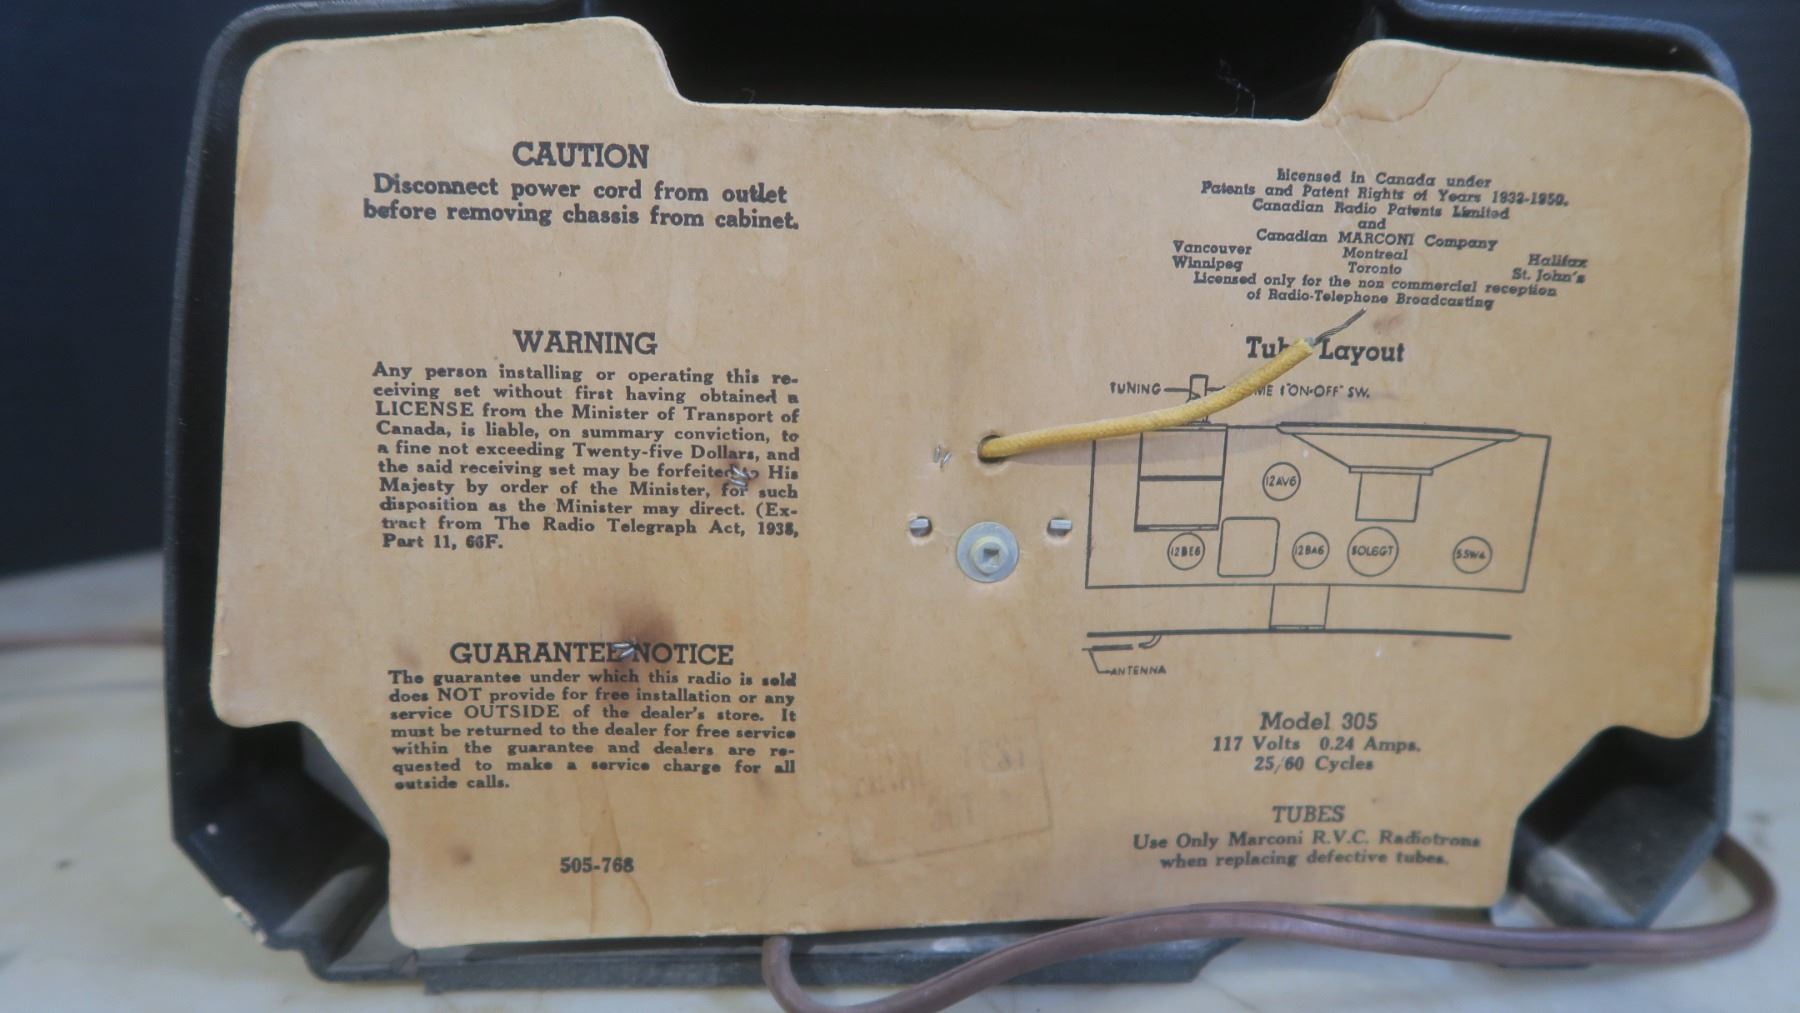 CAUTION
Disconnect power cord from outlet
before removing chassis from cabinet.
WARNING
Any person installing or operating this re-
ceiving set without first having obtained a
LICENSE from the Minister of Transport of
Canada, is liable, on summary conviction, to
a fine not exceeding Twenty-five Dollars, and
the said receiving set may be forfeited to His
Majesty by order of the Minister, for such
disposition as the Minister may direct. (Ex-
tract from The Radio Telegraph Act, 1938,
Part 11, 66F.
GUARANTEE NOTICE
The guarantee under which this radio is sold
does NOT provide for free installation or any
service OUTSIDE of the dealer's store. It
must be returned to the dealer for free service
within the guarantee and dealers are re-
quested to make a service charge for all
outside calls.
505-768
Licensed in Canada under
Patents and Patent Rights of Years 1932-1950.
Canadian Radio Patents Limited
and
Canadian MARCONI Company
Vancouver Montreal Halifax
Winnipeg Toronto St. John's
Licensed only for the non commercial reception
of Radio-Telephone Broadcasting
Tube Layout
TUNING ME "ON-OFF" SW.
12AV6
12BE6 12BA6 50L6GT 35W4
ANTENNA
Model 305
117 Volts 0.24 Amps.
25/60 Cycles
TUBES
Use Only Marconi R.V.C. Radiotrons
when replacing defective tubes.